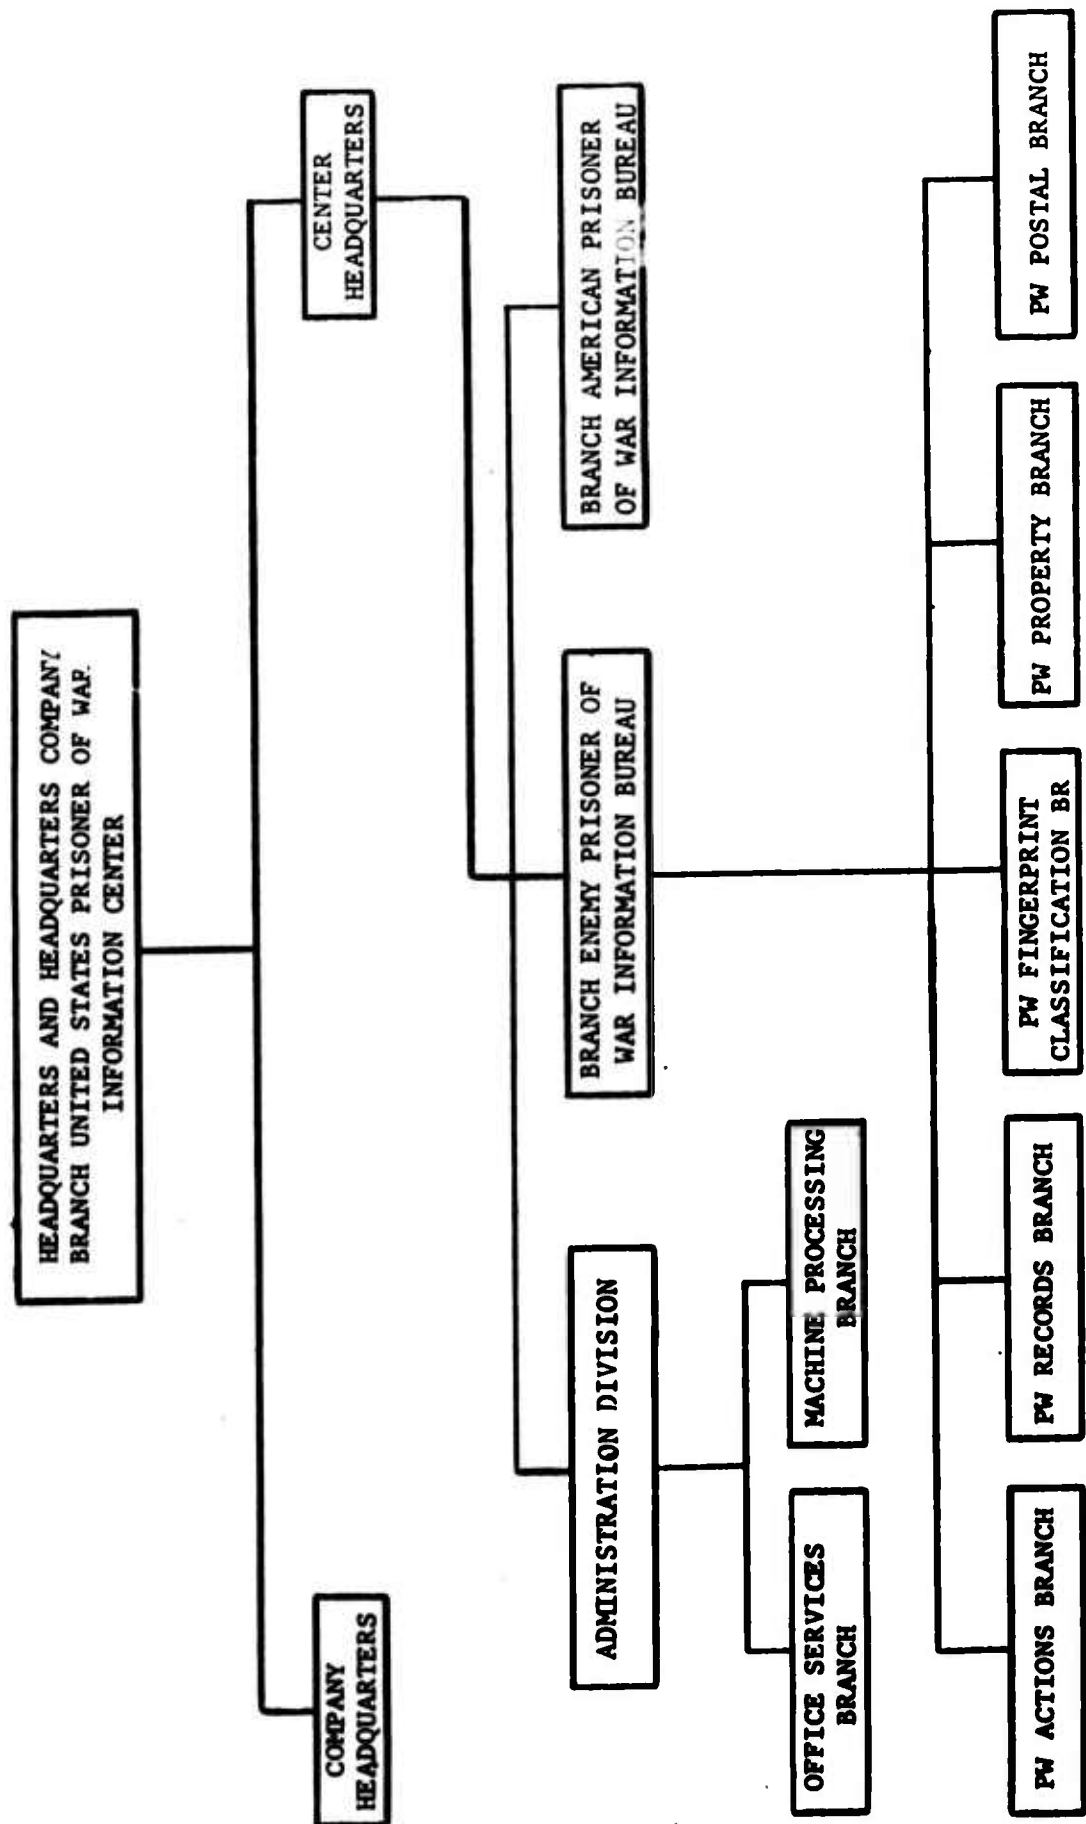 HEADQUARTERS AND HEADQUARTERS COMPANY
BRANCH UNITED STATES PRISONER OF WAR
INFORMATION CENTER
COMPANY
HEADQUARTERS
CENTER
HEADQUARTERS
ADMINISTRATION DIVISION
BRANCH ENEMY PRISONER OF
WAR INFORMATION BUREAU
BRANCH AMERICAN PRISONER
OF WAR INFORMATION BUREAU
OFFICE SERVICES
BRANCH
MACHINE PROCESSING
BRANCH
PW ACTIONS BRANCH
PW RECORDS BRANCH
PW FINGERPRINT
CLASSIFICATION BR
PW PROPERTY BRANCH
PW POSTAL BRANCH